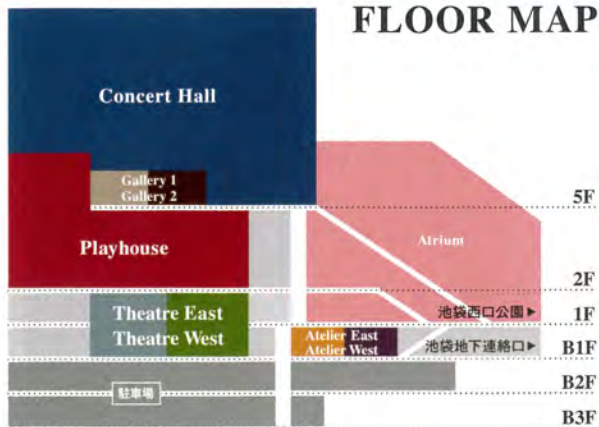 FLOOR MAP
Concert Hall
Gallery 1
Gallery 2
5F
Playhouse
Atrium
2F
Theatre East
池袋西口公園▶
1F
Theatre West
Atelier East
Atelier West
池袋地下連絡口▶
B1F
B2F
駐車場
B3F